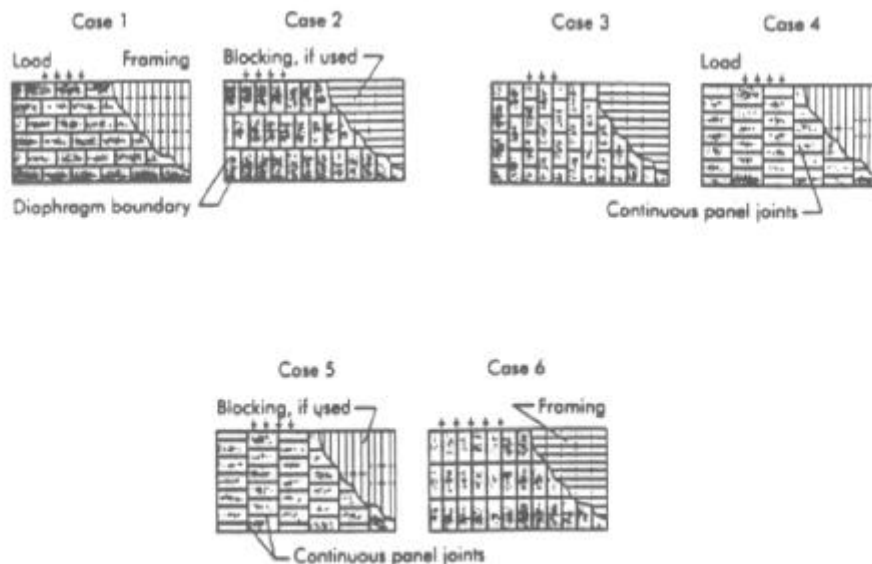 Case 1
Case 2
Case 3
Case 4
Load
Framing
Blocking, if used
Load
Diaphragm boundary
Continuous panel joints
Case 5
Case 6
Blocking, if used
Framing
Continuous panel joints